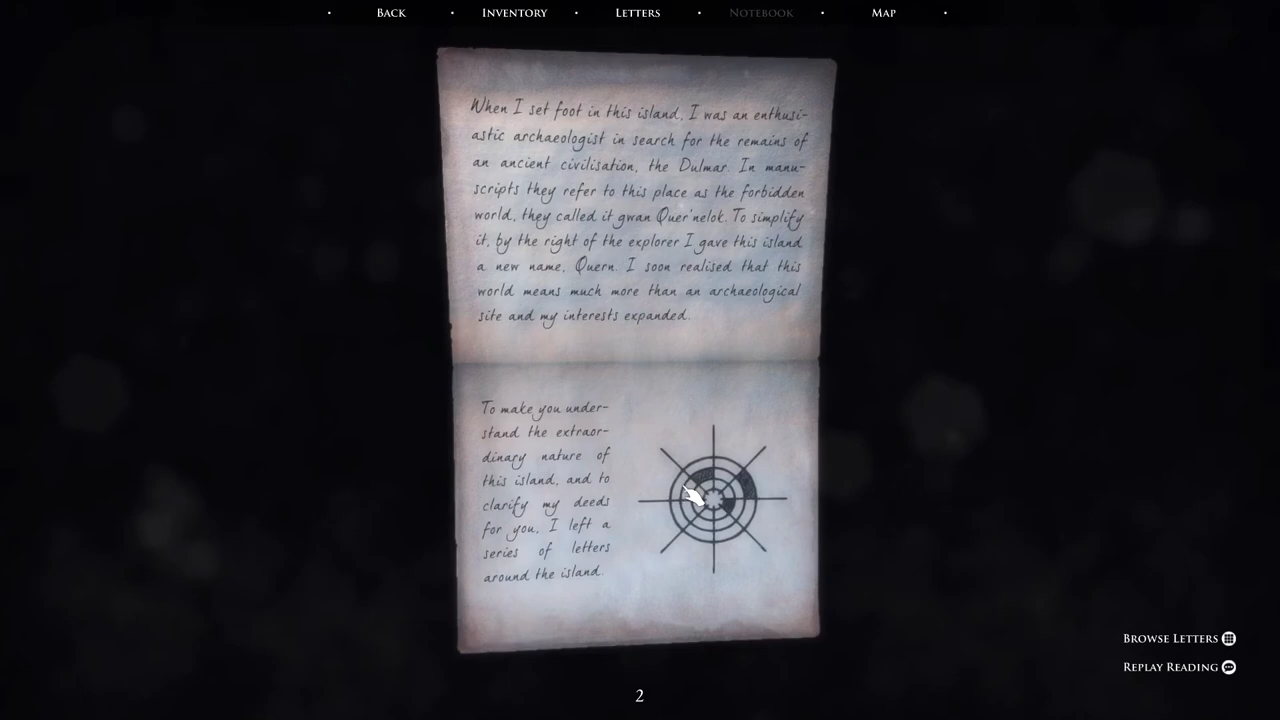 BACK
INVENTORY
LETTERS
NOTEBOOK
MAP
When I set foot in this island, I was an enthusi-
astic archaeologist in search for the remains of
an ancient civilisation, the Dulmar. In manu-
scripts they refer to this place as the forbidden
world, they called it gwan Quer'nelok. To simplify
it, by the right of the explorer I gave this island
a new name, Quern. I soon realised that this
world means much more than an archaeological
site and my interests expanded.
To make you under-
stand the extraor-
dinary nature of
this island, and to
clarify my deeds
for you, I left a
series of letters
around the island.
BROWSE LETTERS
REPLAY READING
2